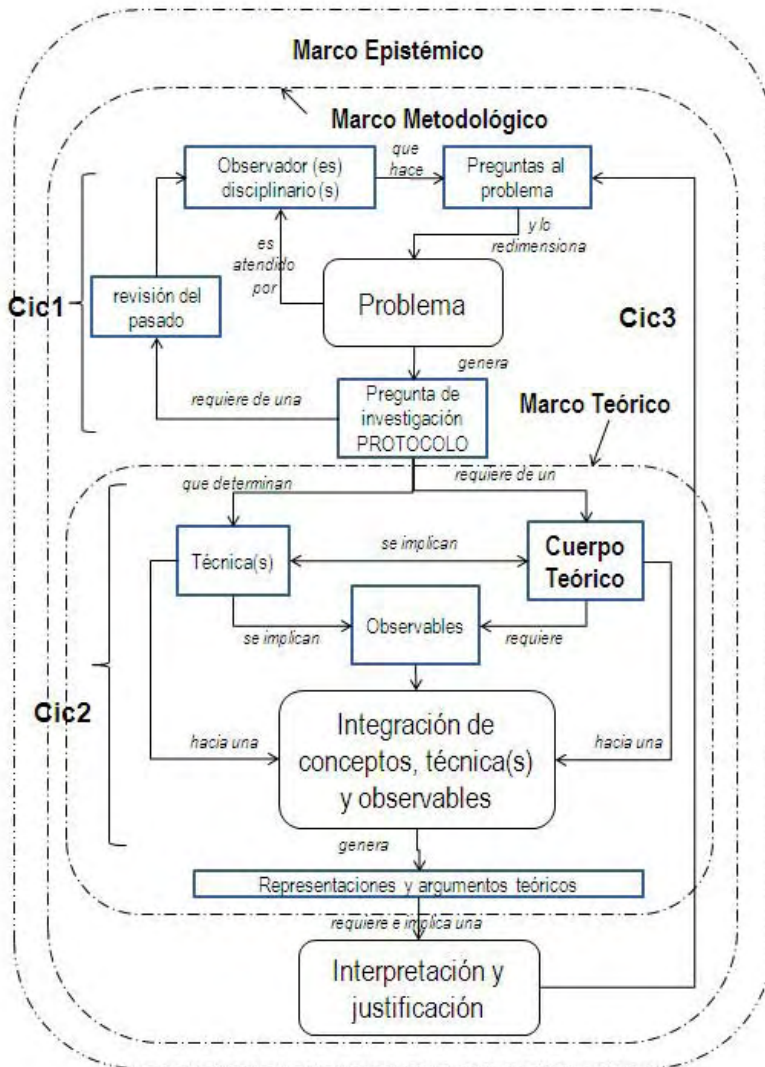 Marco Epistémico
Marco Metodológico
Observador (es)
disciplinario (s)
que
hace
Preguntas al
problema
y lo
redimensiona
es
atendido
por
Cic1
revisión del
pasado
Problema
Cic3
genera
requiere de una
Pregunta de
investigación
PROTOCOLO
Marco Teórico
que determinan
requiere de un
Técnica(s)
se implican
Cuerpo
Teórico
se implican
Observables
requiere
Cic2
hacia una
Integración de
conceptos, técnica(s)
y observables
hacia una
genera
Representaciones y argumentos teóricos
requiere e implica una
Interpretación y
justificación